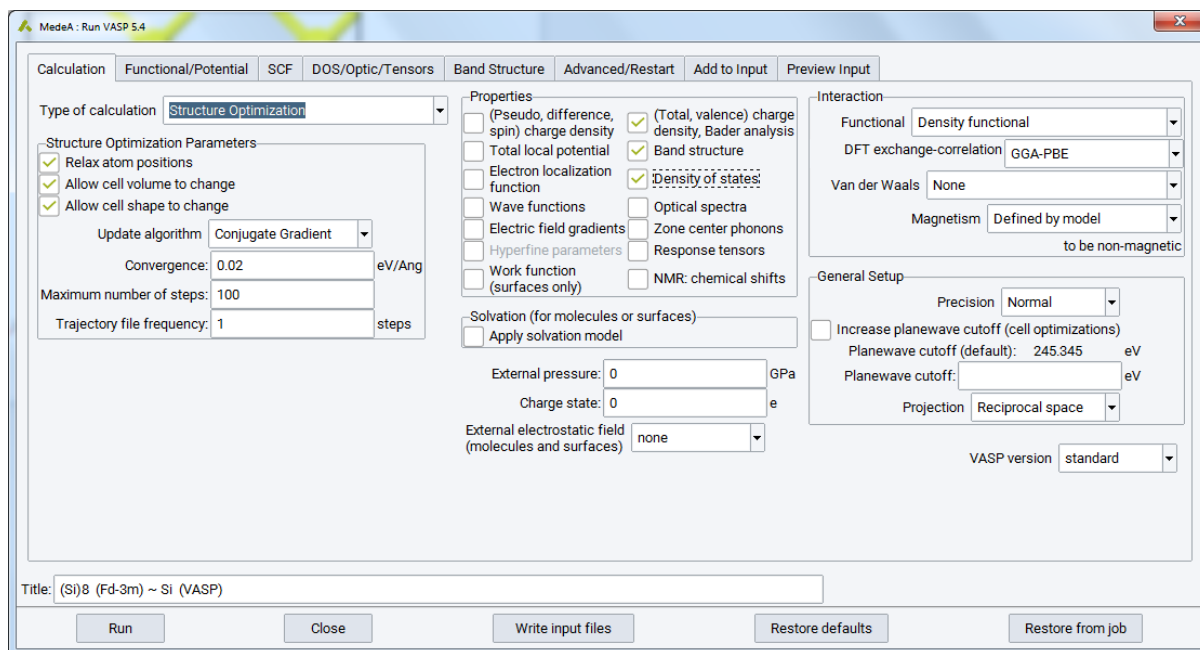 MedeA : Run VASP 5.4
Calculation Functional/Potential SCF DOS/Optic/Tensors Band Structure Advanced/Restart Add to Input Preview Input
Type of calculation Structure Optimization
Structure Optimization Parameters
Relax atom positions
Allow cell volume to change
Allow cell shape to change
Update algorithm Conjugate Gradient
Convergence: 0.02 eV/Ang
Maximum number of steps: 100
Trajectory file frequency: 1 steps
Properties
(Pseudo, difference,
spin) charge density
Total local potential
Electron localization
function
Wave functions
Electric field gradients
Hyperfine parameters
Work function
(surfaces only)
(Total, valence) charge
density, Bader analysis
Band structure
Density of states
Optical spectra
Zone center phonons
Response tensors
NMR: chemical shifts
Solvation (for molecules or surfaces)
Apply solvation model
External pressure: 0 GPa
Charge state: 0 e
External electrostatic field
(molecules and surfaces) none
Interaction
Functional Density functional
DFT exchange-correlation GGA-PBE
Van der Waals None
Magnetism Defined by model
to be non-magnetic
General Setup
Precision Normal
Increase planewave cutoff (cell optimizations)
Planewave cutoff (default): 245.345 eV
Planewave cutoff: eV
Projection Reciprocal space
VASP version standard
Title: (Si)8 (Fd-3m) ~ Si (VASP)
Run Close Write input files Restore defaults Restore from job